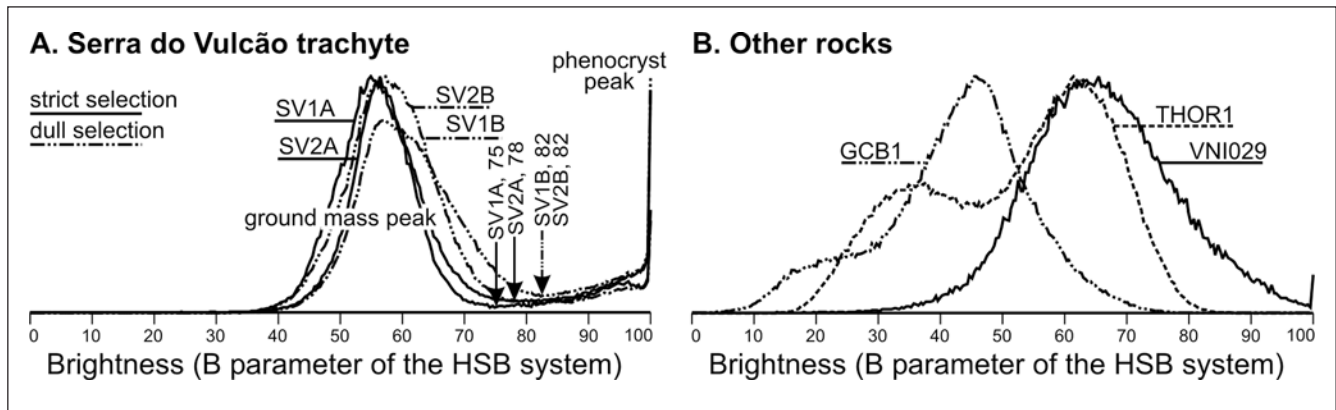 A. Serra do Vulcão trachyte
strict selection
dull selection
SV1A
SV2A
SV2B
SV1B
ground mass peak
SV1A, 75
SV2A, 78
SV1B, 82
SV2B, 82
phenocryst
peak
0 10 20 30 40 50 60 70 80 90 100
Brightness (B parameter of the HSB system)
B. Other rocks
GCB1
THOR1
VNI029
0 10 20 30 40 50 60 70 80 90 100
Brightness (B parameter of the HSB system)